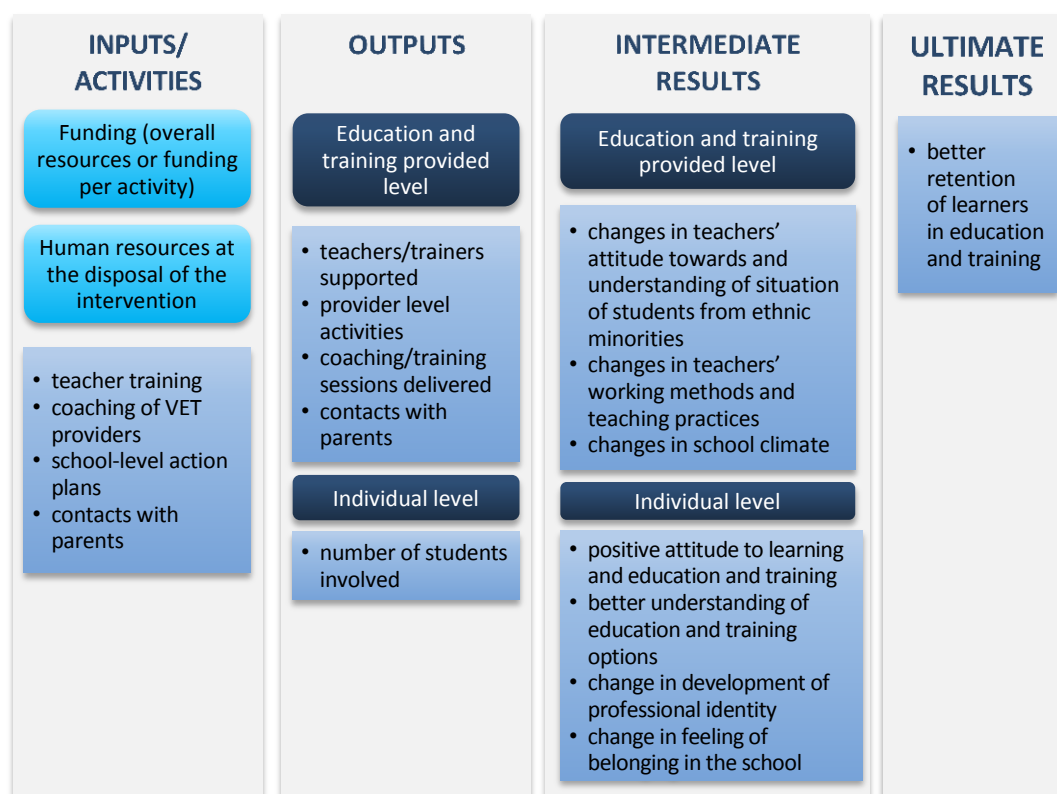 INPUTS/
ACTIVITIES
Funding (overall
resources or funding
per activity)
Human resources at
the disposal of the
intervention
• teacher training
• coaching of VET
providers
• school-level action
plans
• contacts with
parents
OUTPUTS
Education and
training provided
level
• teachers/trainers
supported
• provider level
activities
• coaching/training
sessions delivered
• contacts with
parents
Individual level
• number of students
involved
INTERMEDIATE
RESULTS
Education and training
provided level
• changes in teachers’
attitude towards and
understanding of situation
of students from ethnic
minorities
• changes in teachers’
working methods and
teaching practices
• changes in school climate
Individual level
• positive attitude to learning
and education and training
• better understanding of
education and training
options
• change in development of
professional identity
• change in feeling of
belonging in the school
ULTIMATE
RESULTS
• better
retention
of learners
in education
and training